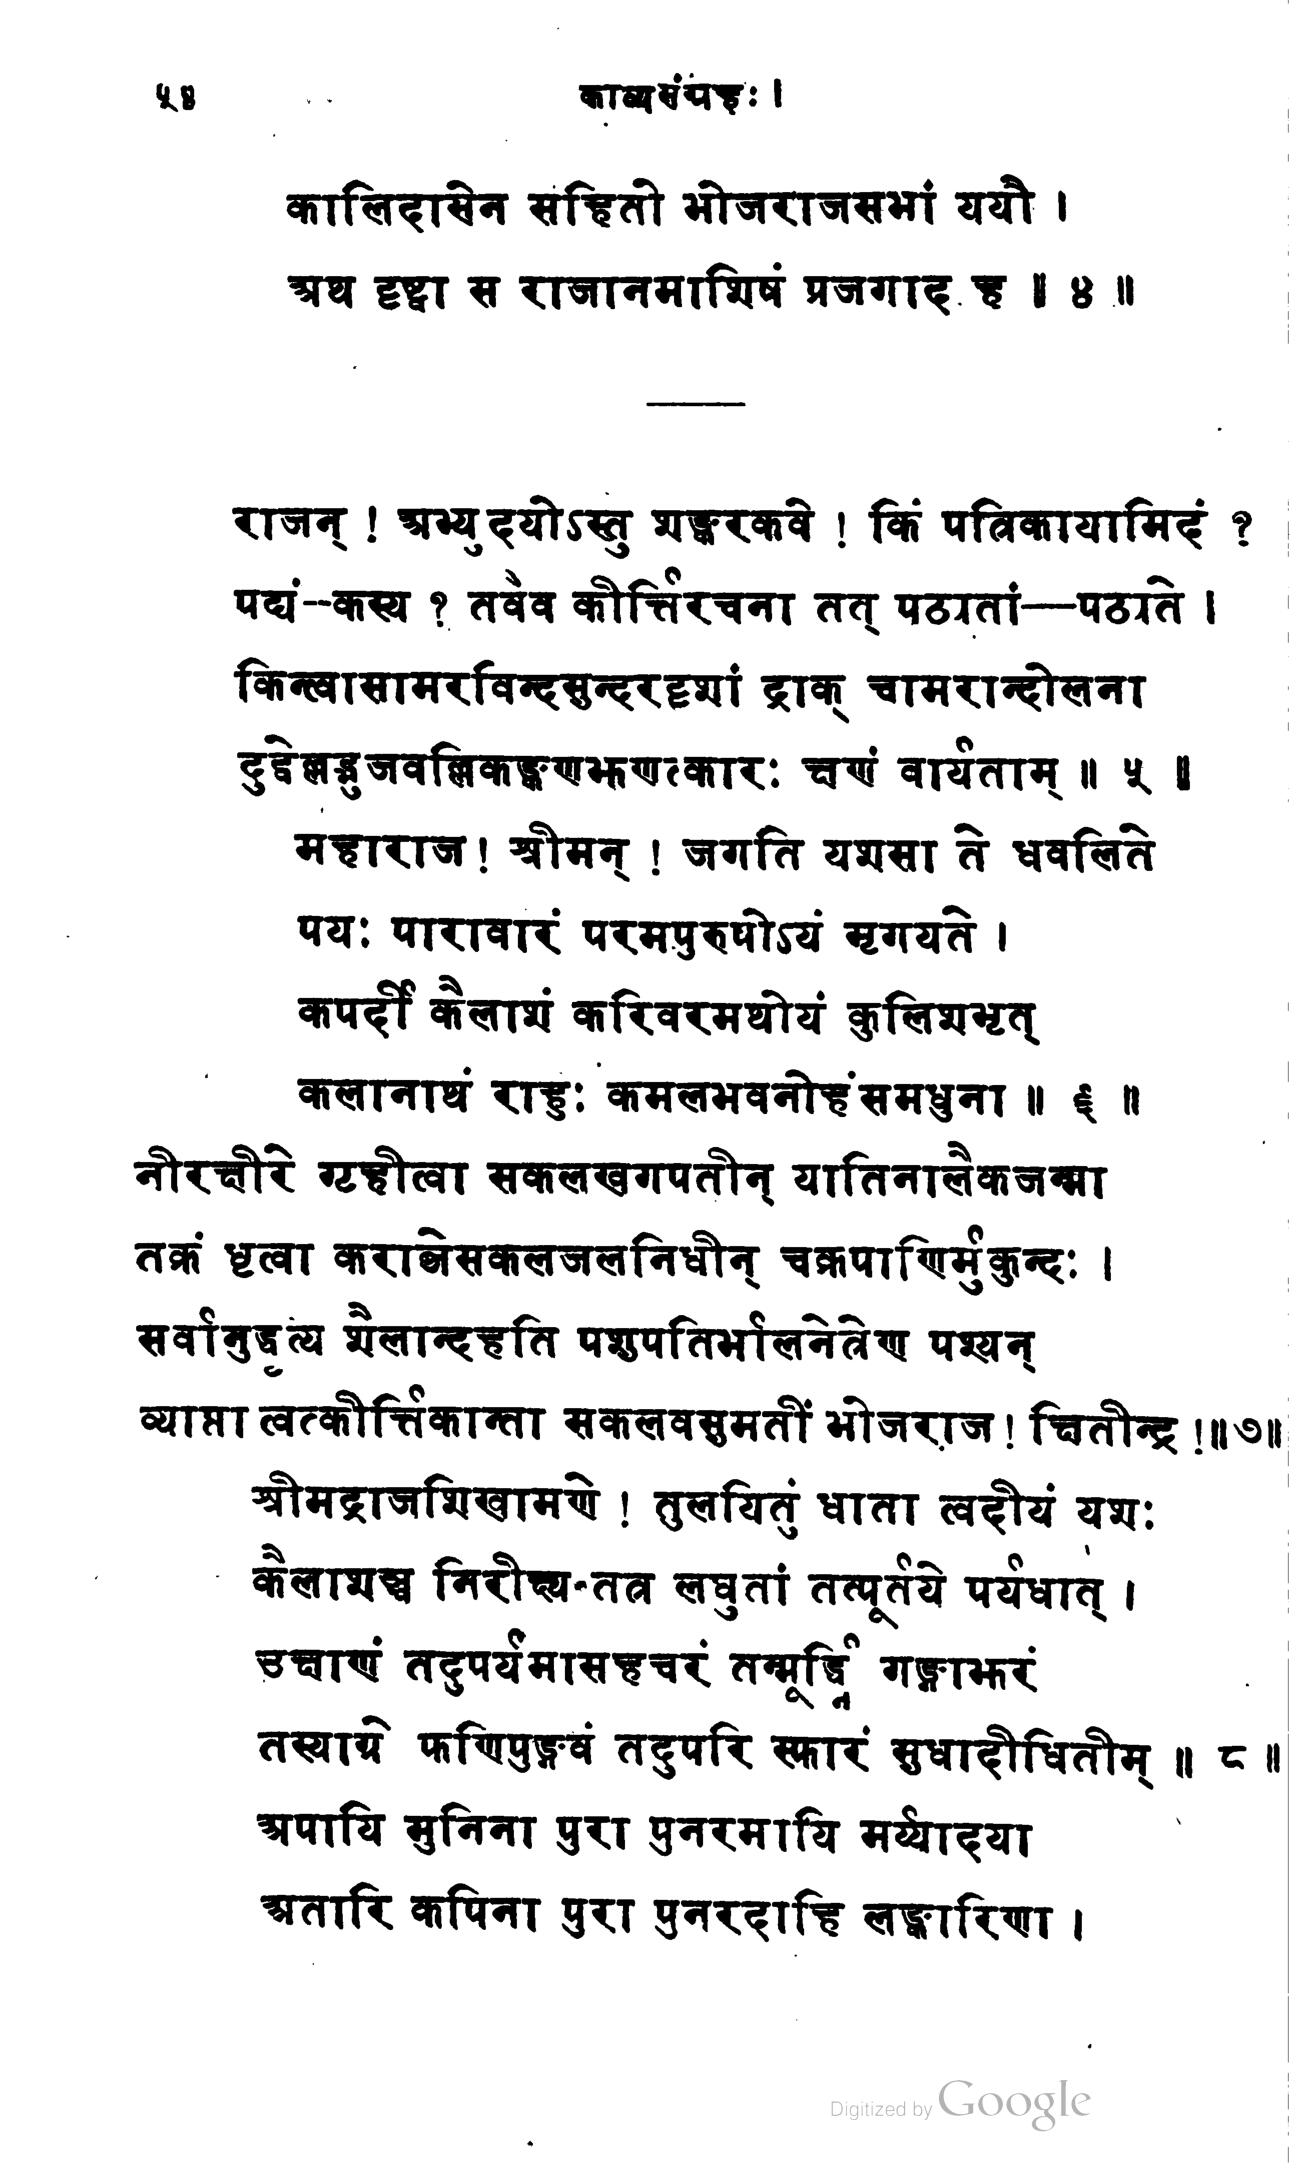 ५४ काव्यसंग्रहः ।
कालिदासेन सहितो भोजराजसभां ययौ ।
अथ दृष्ट्वा स राजानमाशिषं प्रजगाद ह ॥ ४ ॥
राजन् ! अभ्युदयोऽस्तु शङ्करकवे ! किं पत्रिकायामिदं ?
पद्यं--कस्य ? तवैव कीर्त्तिरचना तत् पठ्यतां—पठ्यते ।
किन्त्वासामरविन्दसुन्दरदृशां द्राक् चामरान्दोलना
दुद्वेल्लद्भुजवल्लिकङ्कणझणत्कारः क्षणं वार्यताम् ॥ ५ ॥
महाराज ! श्रीमन् ! जगति यशसा ते धवलिते
पयः पारावारं परमपुरुषोऽयं मृगयते ।
कपर्दी कैलाशं करिवरमथोयं कुलिशभृत्
कलानाथं राहुः कमलभवनोहंसमधुना ॥ ६ ॥
नीरक्षीरे गृहीत्वा सकलखगपतीन् यातिनालैकजन्मा
तक्रं धृत्वा कराब्जेसकलजलनिधीन् चक्रपाणिर्मुकुन्दः ।
सर्वानुद्धृत्य शैलान्दहति पशुपतिर्भालनेत्रेण पश्यन्
व्याप्ता त्वत्कीर्त्तिकान्ता सकलवसुमतीं भोजराज ! क्षितीन्द्र !॥७॥
श्रीमद्राजशिखामणे ! तुलयितुं धाता त्वदीयं यशः
कैलाशञ्च निरीक्ष्य-तत्र लघुतां तत्पूर्तये पर्यधात् ।
उक्षाणं तदुपर्यमासहचरं तन्मूर्द्ध्नि गङ्गाझरं
तस्याग्रे फणिपुङ्गवं तदुपरि स्फारं सुधादीधितीम् ॥ ८ ॥
अपायि मुनिना पुरा पुनरमायि मर्य्यादया
अतारि कपिना पुरा पुनरदाहि लङ्कारिणा ।
Digitized by Google